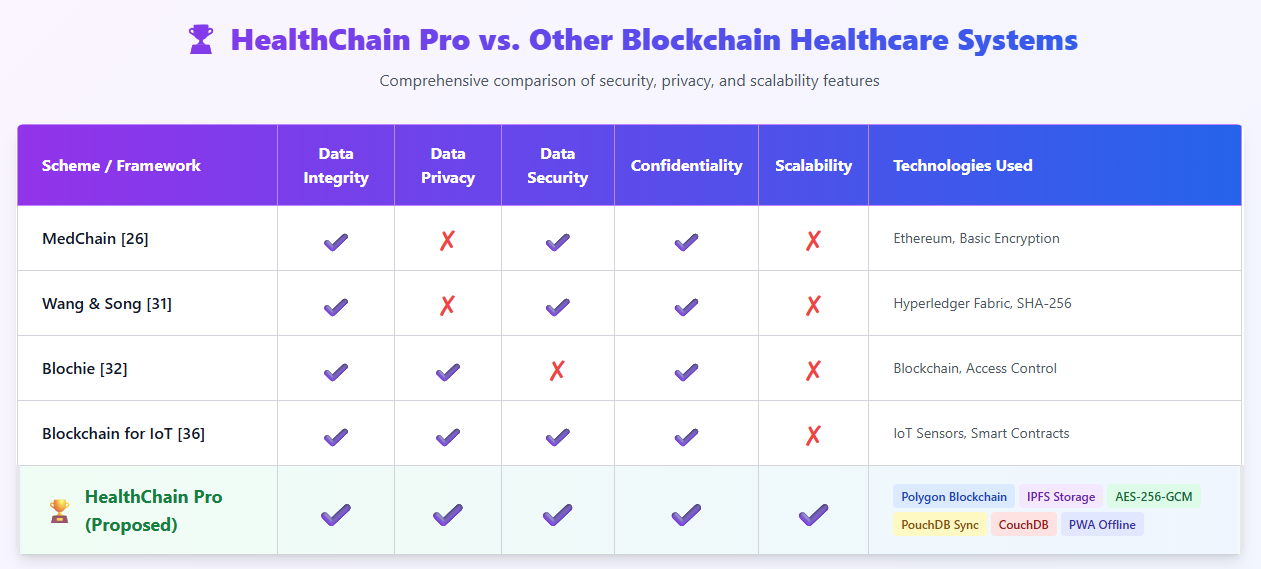 🏆 HealthChain Pro vs. Other Blockchain Healthcare Systems
Comprehensive comparison of security, privacy, and scalability features
Scheme / Framework Data Integrity Data Privacy Data Security Confidentiality Scalability Technologies Used
MedChain [26] ✔ ✗ ✔ ✔ ✗ Ethereum, Basic Encryption
Wang & Song [31] ✔ ✗ ✔ ✔ ✗ Hyperledger Fabric, SHA-256
Blochie [32] ✔ ✔ ✗ ✔ ✗ Blockchain, Access Control
Blockchain for IoT [36] ✔ ✔ ✔ ✔ ✗ IoT Sensors, Smart Contracts
🏆 HealthChain Pro (Proposed) ✔ ✔ ✔ ✔ ✔ Polygon Blockchain IPFS Storage AES-256-GCM
PouchDB Sync CouchDB PWA Offline